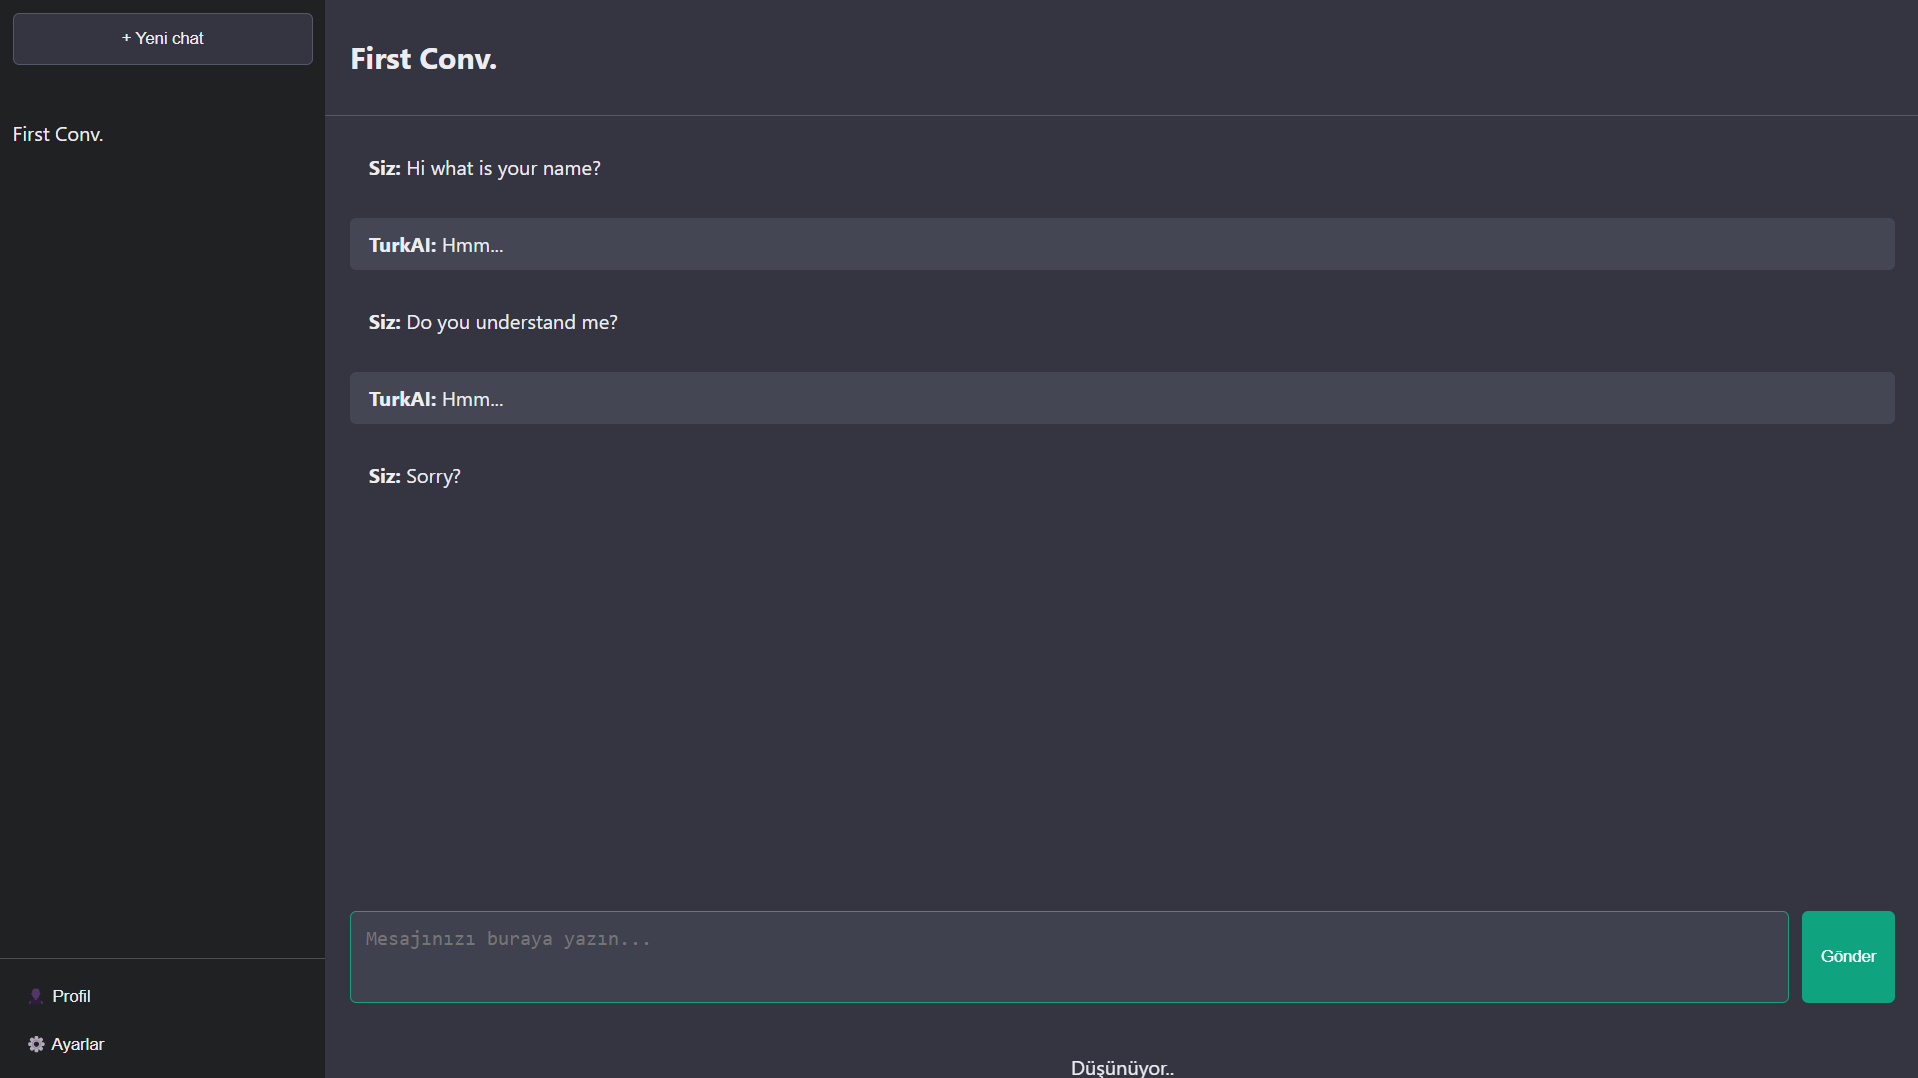 + Yeni chat
First Conv.
Profil
Ayarlar
First Conv.
Siz: Hi what is your name?
TurkAI: Hmm...
Siz: Do you understand me?
TurkAI: Hmm...
Siz: Sorry?
Mesajınızı buraya yazın...
Gönder
Düşünüyor..